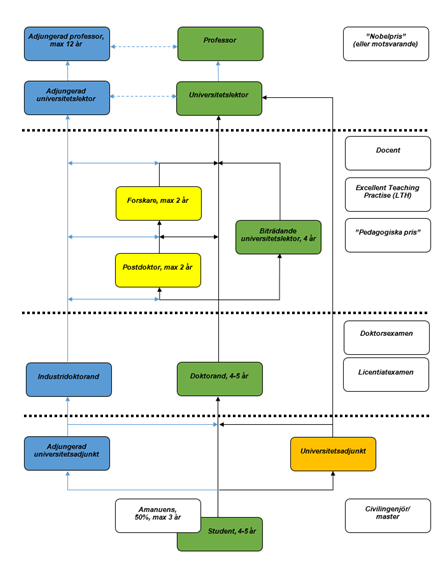 Adjungerad professor,
max 12 år
Professor
"Nobelpris"
(eller motsvarande)
Adjungerad
universitetslektor
Universitetslektor
Docent
Excellent Teaching
Practise (LTH)
Forskare, max 2 år
Biträdande
universitetslektor, 4 år
"Pedagogiska pris"
Postdoktor, max 2 år
Doktorsexamen
Industridoktorand
Doktorand, 4-5 år
Licentiatexamen
Adjungerad
universitetsadjunkt
Universitetsadjunkt
Amanuens,
50%, max 3 år
Student, 4-5 år
Civilingenjör/
master